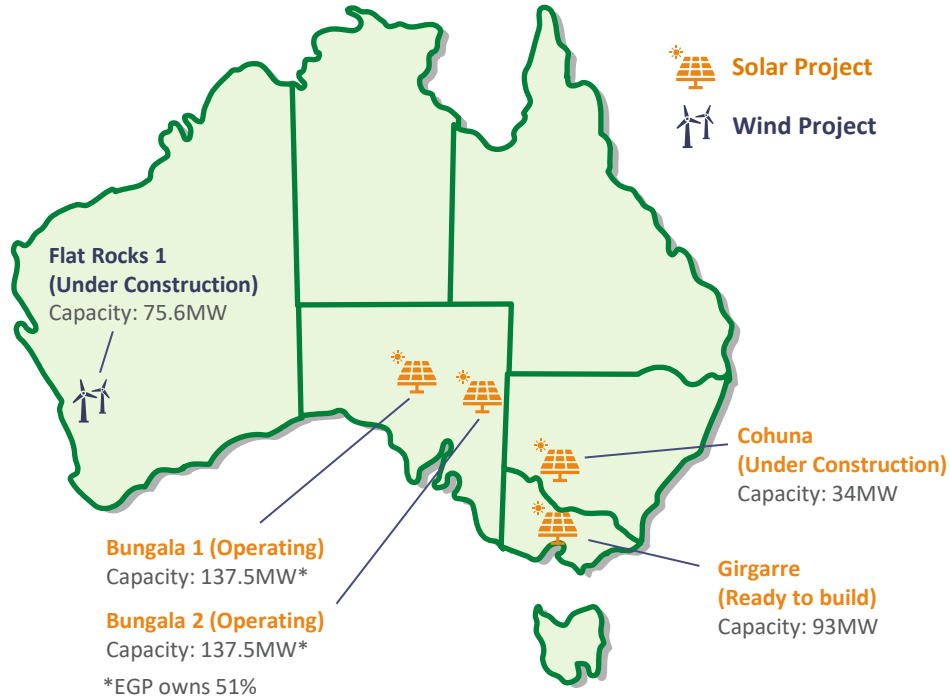 Solar Project
Wind Project
Flat Rocks 1
(Under Construction)
Capacity: 75.6MW
Cohuna
(Under Construction)
Capacity: 34MW
Bungala 1 (Operating)
Capacity: 137.5MW*
Bungala 2 (Operating)
Capacity: 137.5MW*
*EGP owns 51%
Girgarre
(Ready to build)
Capacity: 93MW